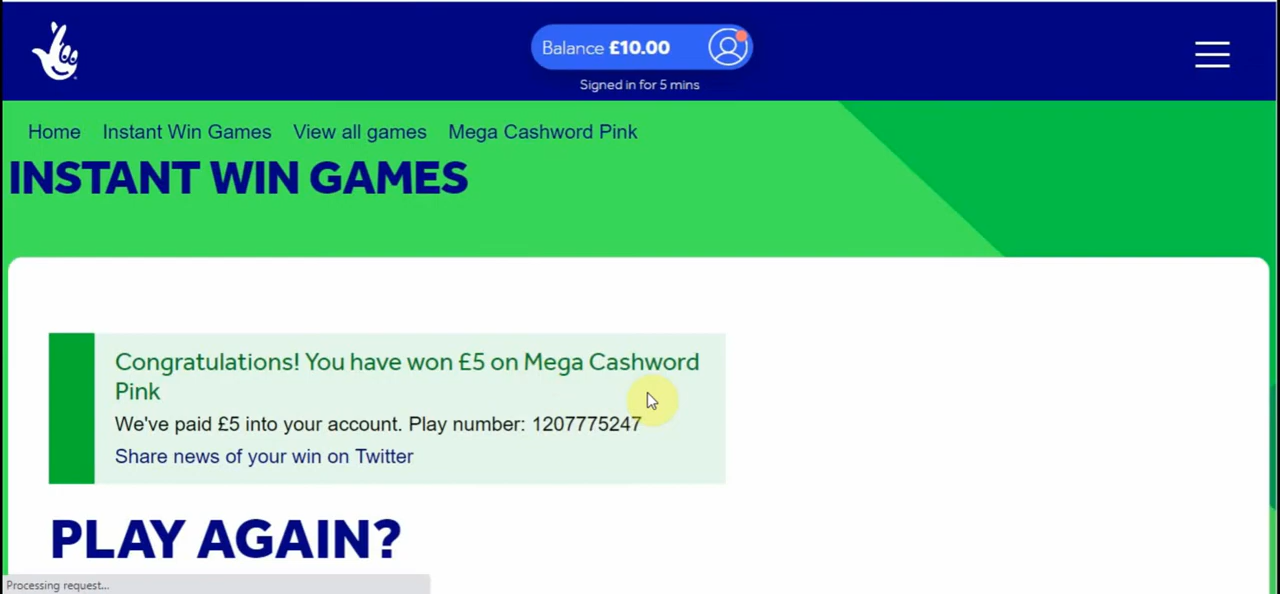 Balance £10.00
Signed in for 5 mins
Home Instant Win Games View all games Mega Cashword Pink
INSTANT WIN GAMES
Congratulations! You have won £5 on Mega Cashword
Pink
We've paid £5 into your account. Play number: 1207775247
Share news of your win on Twitter
PLAY AGAIN?
Processing request...